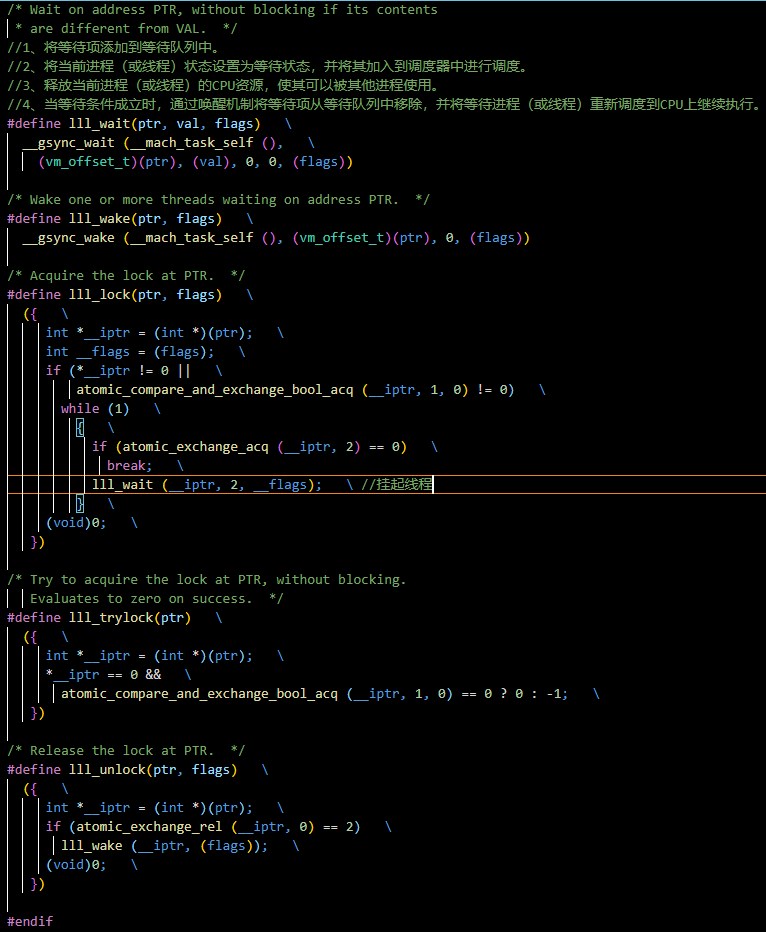 /* Wait on address PTR, without blocking if its contents
 * are different from VAL.  */
//1、将等待项添加到等待队列中。
//2、将当前进程（或线程）状态设置为等待状态，并将其加入到调度器中进行调度。
//3、释放当前进程（或线程）的CPU资源，使其可以被其他进程使用。
//4、当等待条件成立时，通过唤醒机制将等待项从等待队列中移除，并将等待进程（或线程）重新调度到CPU上继续执行。
#define lll_wait(ptr, val, flags)   \
  __gsync_wait (__mach_task_self (),   \
    (vm_offset_t)(ptr), (val), 0, 0, (flags))

/* Wake one or more threads waiting on address PTR.  */
#define lll_wake(ptr, flags)   \
  __gsync_wake (__mach_task_self (), (vm_offset_t)(ptr), 0, (flags))

/* Acquire the lock at PTR.  */
#define lll_lock(ptr, flags)   \
  ({   \
     int *__iptr = (int *)(ptr);   \
     int __flags = (flags);   \
     if (*__iptr != 0 ||   \
         atomic_compare_and_exchange_bool_acq (__iptr, 1, 0) != 0)   \
       while (1)   \
         {   \
           if (atomic_exchange_acq (__iptr, 2) == 0)   \
             break;   \
           lll_wait (__iptr, 2, __flags);   \ //挂起线程
         }   \
     (void)0;   \
   })

/* Try to acquire the lock at PTR, without blocking.
   Evaluates to zero on success.  */
#define lll_trylock(ptr)   \
  ({   \
     int *__iptr = (int *)(ptr);   \
     *__iptr == 0 &&   \
       atomic_compare_and_exchange_bool_acq (__iptr, 1, 0) == 0 ? 0 : -1;   \
   })

/* Release the lock at PTR.  */
#define lll_unlock(ptr, flags)   \
  ({   \
     int *__iptr = (int *)(ptr);   \
     if (atomic_exchange_rel (__iptr, 0) == 2)   \
       lll_wake (__iptr, (flags));   \
     (void)0;   \
   })

#endif